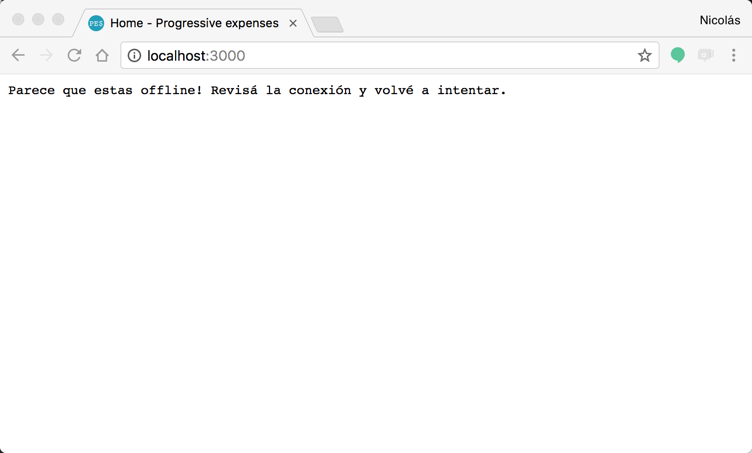 PE$ Home - Progressive expenses
Nicolás
localhost:3000
Parece que estas offline! Revisá la conexión y volvé a intentar.